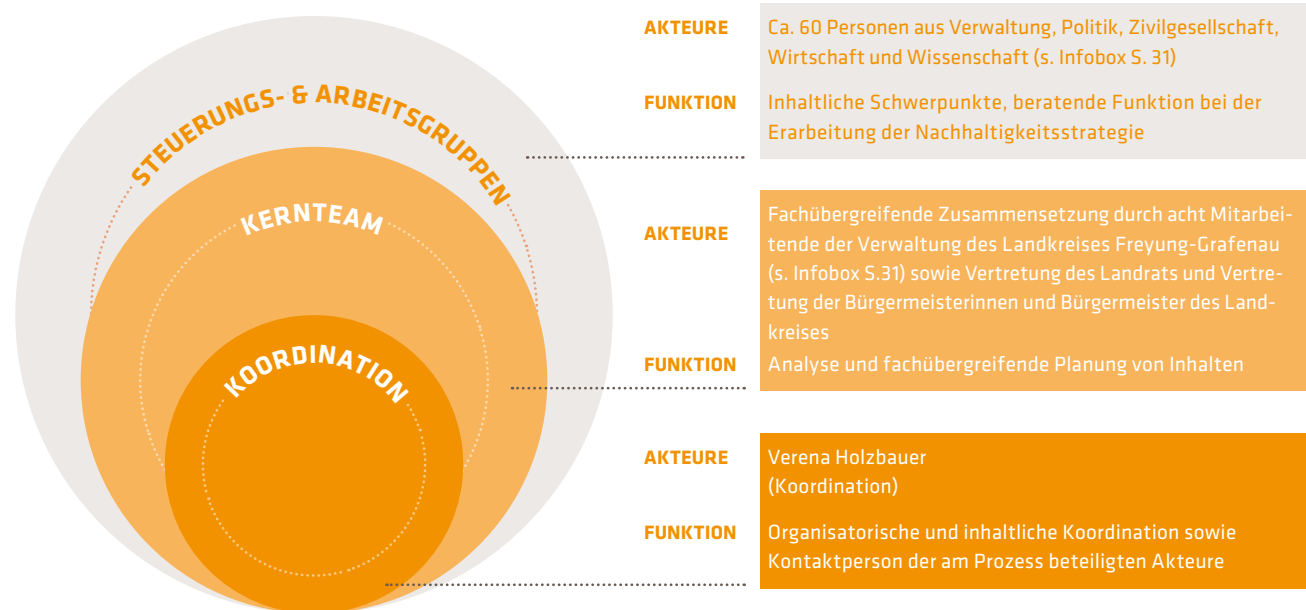 STEUERUNGS- & ARBEITSGRUPPEN
KERNTEAM
KOORDINATION
AKTEURE
Ca. 60 Personen aus Verwaltung, Politik, Zivilgesellschaft,
Wirtschaft und Wissenschaft (s. Infobox S. 31)
FUNKTION
Inhaltliche Schwerpunkte, beratende Funktion bei der
Erarbeitung der Nachhaltigkeitsstrategie
AKTEURE
Fachübergreifende Zusammensetzung durch acht Mitarbei-
tende der Verwaltung des Landkreises Freyung-Grafenau
(s. Infobox S.31) sowie Vertretung des Landrats und Vertre-
tung der Bürgermeisterinnen und Bürgermeister des Land-
kreises
FUNKTION
Analyse und fachübergreifende Planung von Inhalten
AKTEURE
Verena Holzbauer
(Koordination)
FUNKTION
Organisatorische und inhaltliche Koordination sowie
Kontaktperson der am Prozess beteiligten Akteure